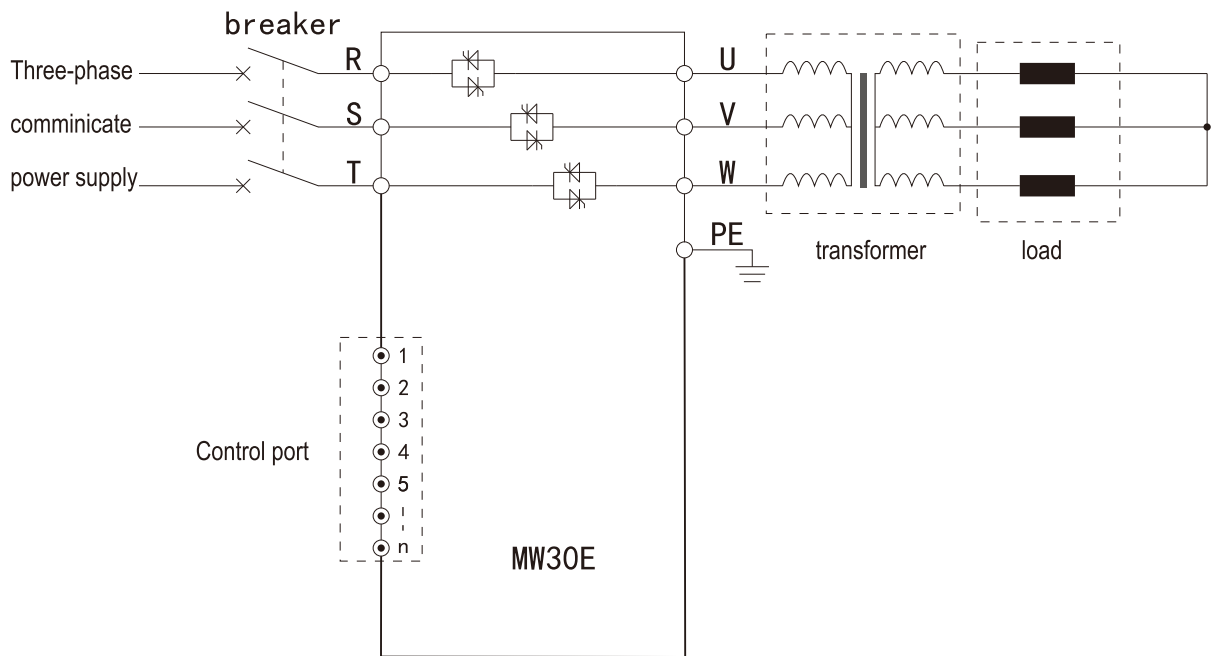 breaker
Three-phase
R
U
comminicate
S
V
power supply
T
W
PE
transformer
load
1
2
3
4
Control port
5
n
MW30E